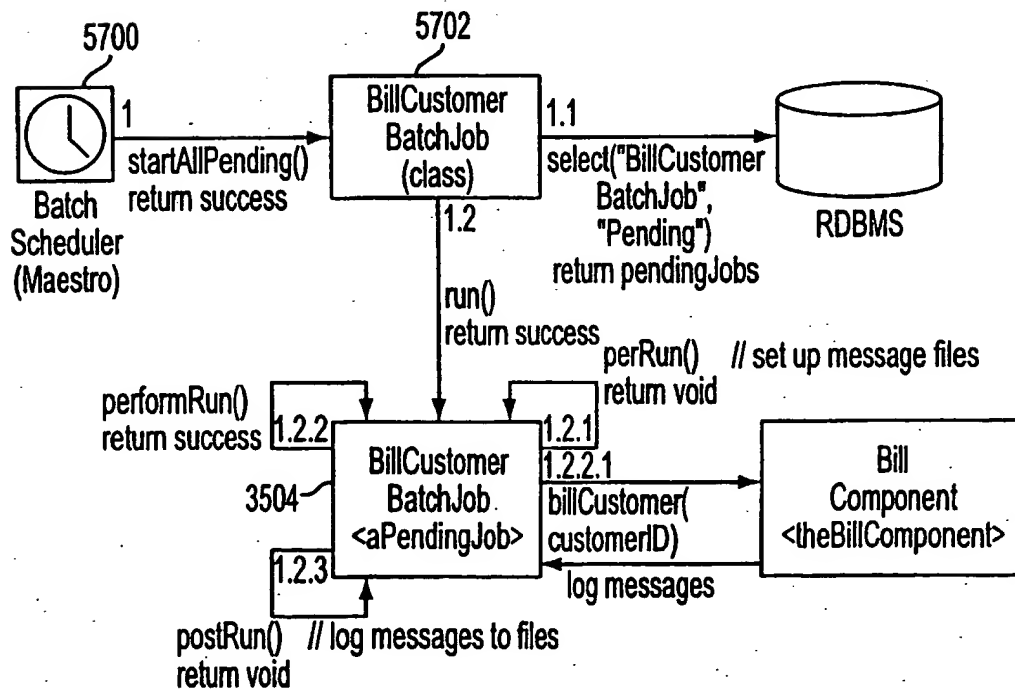 5700
5702
1
startAllPending()
return success
Batch
Scheduler
(Maestro)
BillCustomer
BatchJob
(class)
1.1
select("BillCustomer
BatchJob",
"Pending")
return pendingJobs
RDBMS
1.2
run()
return success
perRun() // set up message files
return void
performRun()
return success
1.2.2
1.2.1
3504
BillCustomer
BatchJob
<aPendingJob>
1.2.2.1
billCustomer(
customerID)
log messages
Bill
Component
<theBillComponent>
1.2.3
postRun() // log messages to files
return void